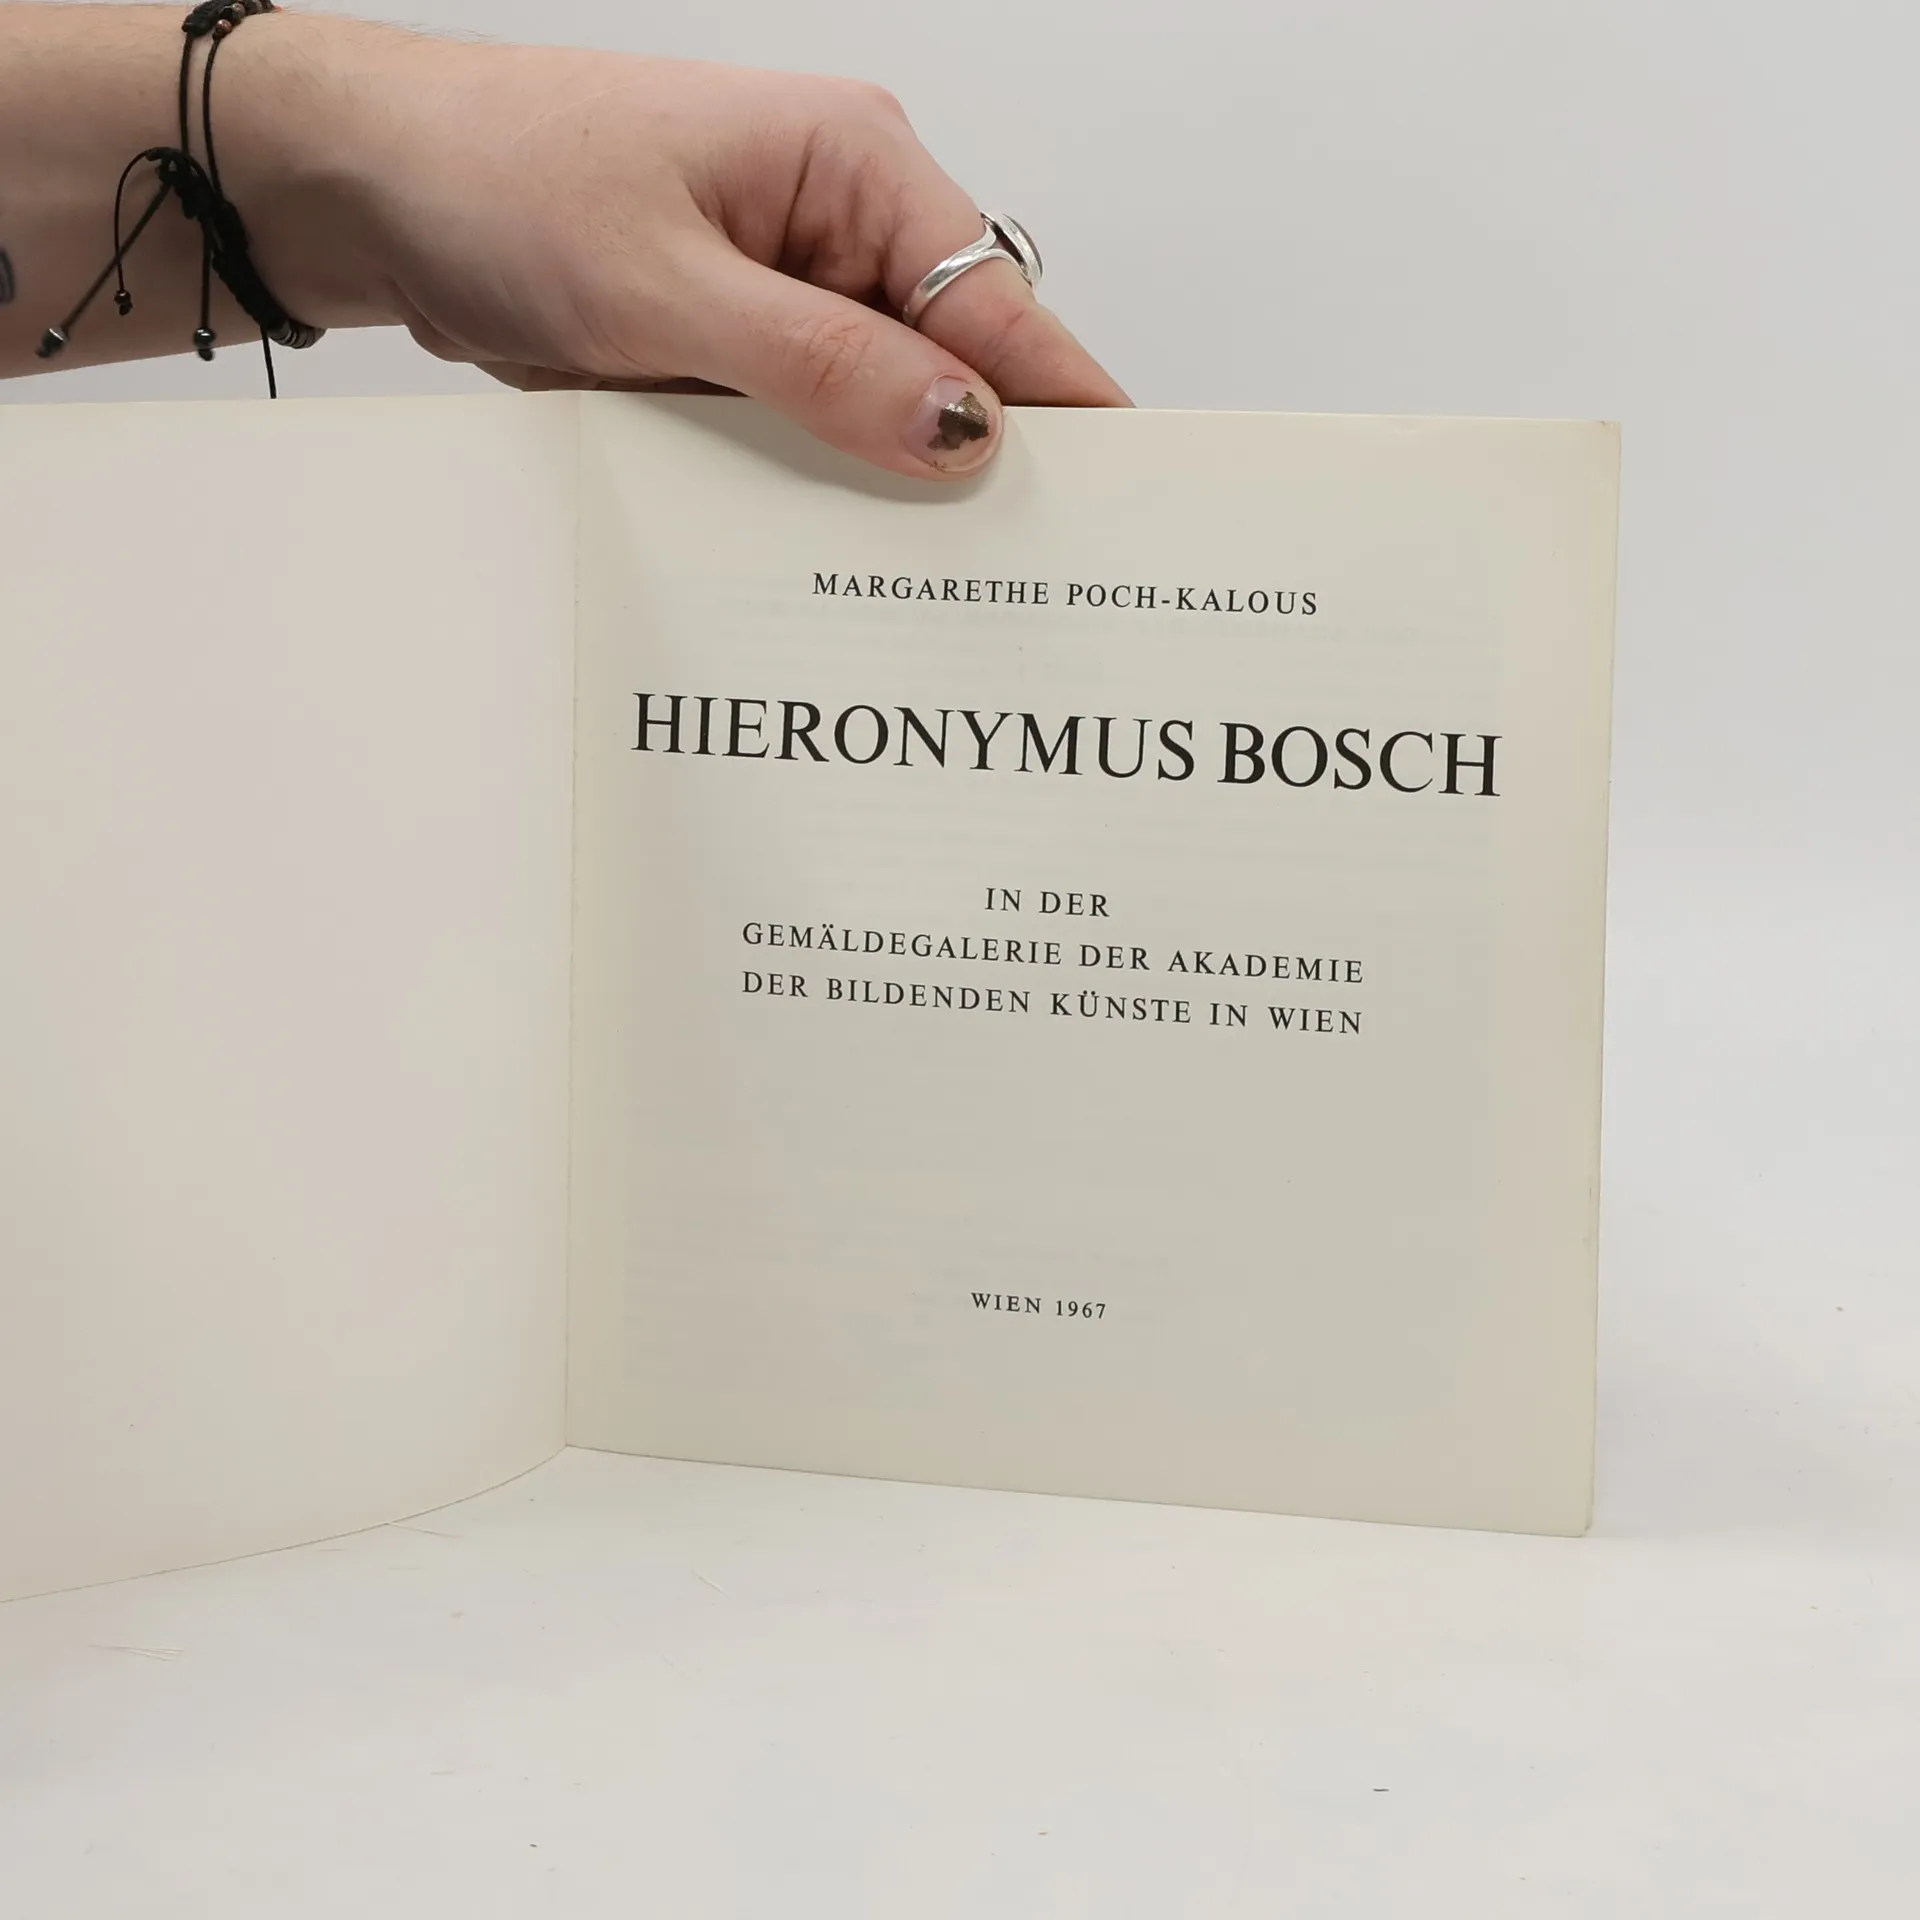 MARGARETHE POCH-KALOUS
HIERONYMUS BOSCH
IN DER
GEMÄLDEGALERIE DER AKADEMIE
DER BILDENDEN KÜNSTE IN WIEN
WIEN 1967